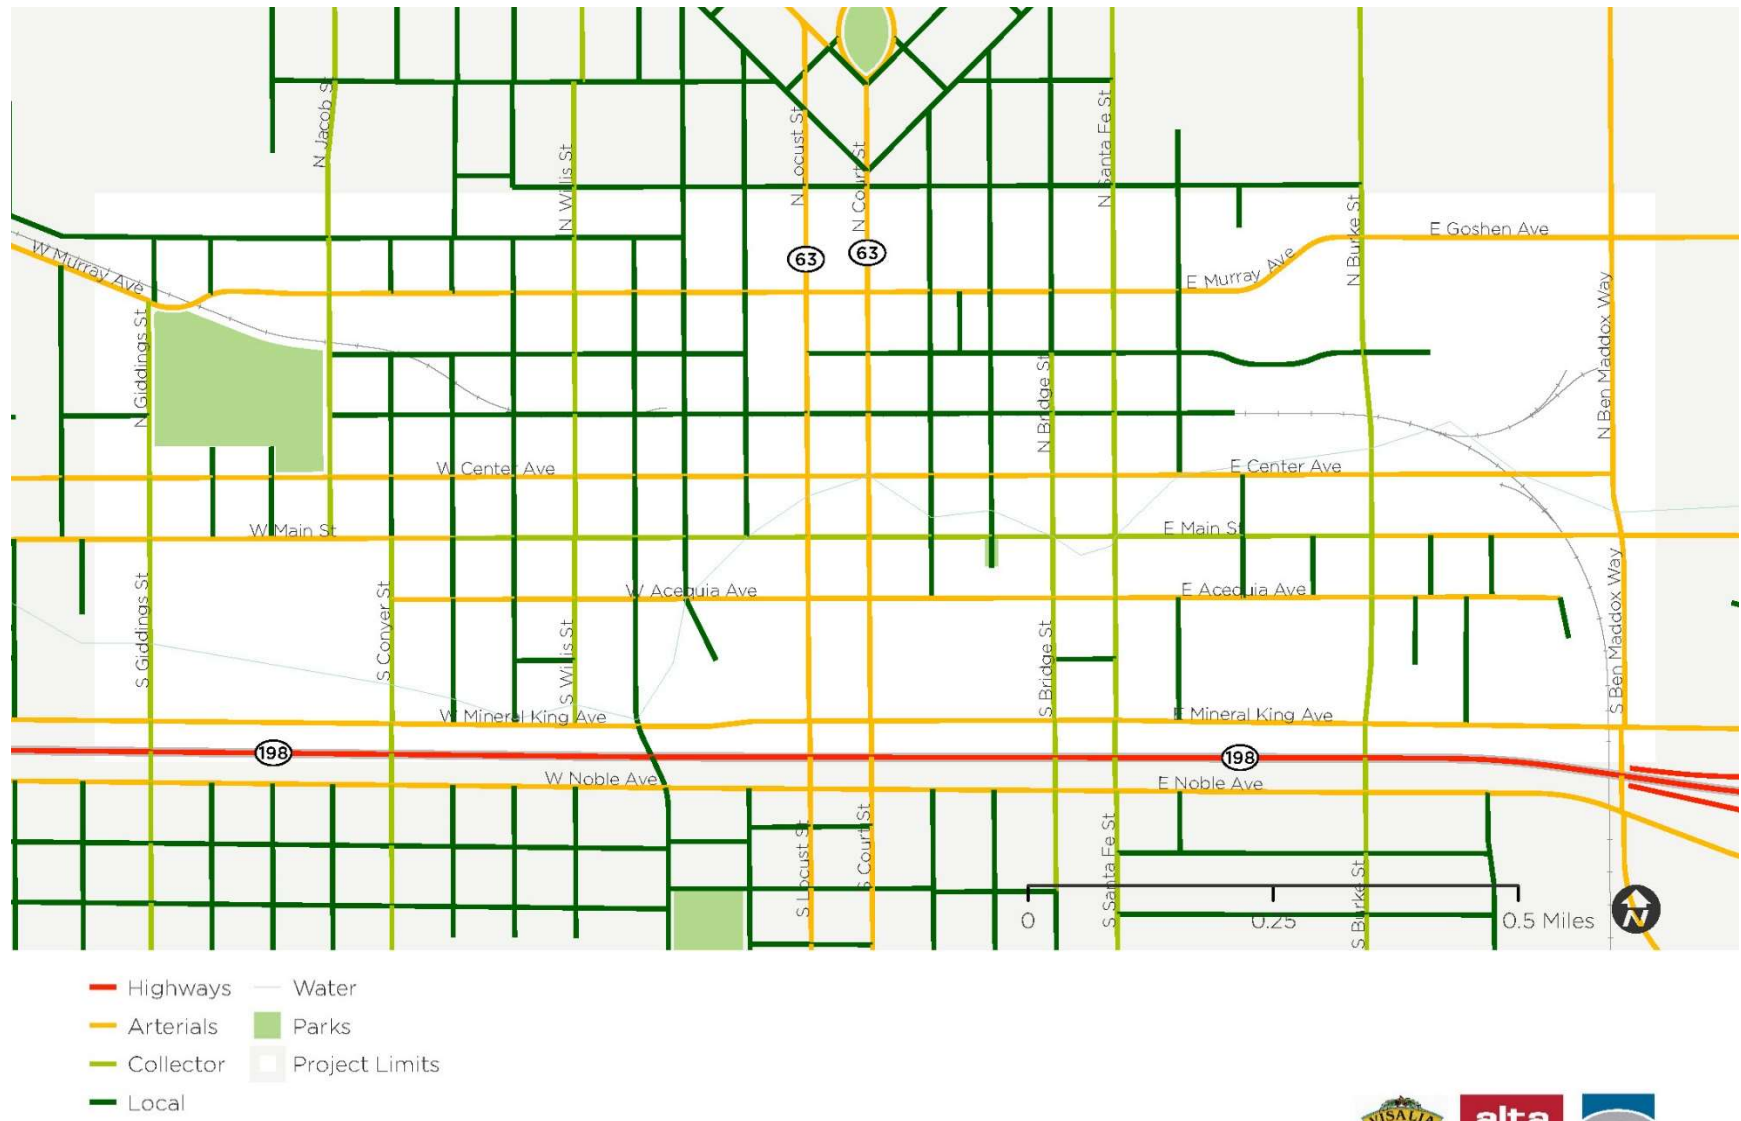 N Jacob S
N Willis St
N Locust St
N Court St
N Santa Fe St
N Burke St
E Goshen Ave
W Murray Ave
63
63
E Murray Ave
N Giddings St
N Bridge St
N Ben Maddox Way
W Center Ave
E Center Ave
W Main St
E Main St
W Acequia Ave
E Acequia Ave
S Giddings St
S Conyer St
S Willis St
S Bridge St
S Ben Maddox Way
W Mineral King Ave
E Mineral King Ave
198
198
W Noble Ave
E Noble Ave
S Locust St
S Court St
S Santa Fe St
S Burke St
0 0.25 0.5 Miles
N
Highways Water
Arterials Parks
Collector Project Limits
Local
VISALIA
alta